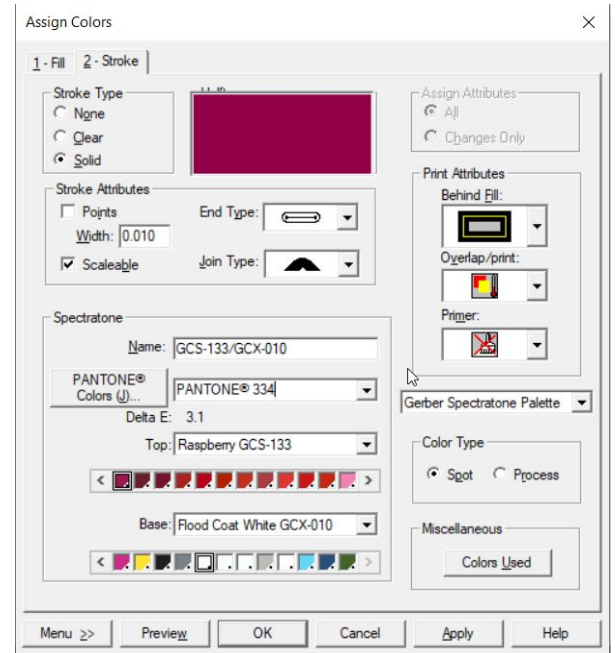 Assign Colors
1 - Fill 2 - Stroke
Stroke Type
None
Clear
Solid
Assign Attributes
All
Changes Only
Stroke Attributes
Points
Width: 0.010
Scaleable
End Type:
Join Type:
Print Attributes
Behind Fill:
Overlap/print:
Primer:
Spectratone
Name: GCS-133/GCX-010
PANTONE®
Colors (J)...
PANTONE® 334
Delta E: 3.1
Top: Raspberry GCS-133
Base: Flood Coat White GCX-010
Gerber Spectratone Palette
Color Type
Spot Process
Miscellaneous
Colors Used
Menu >> Preview OK Cancel Apply Help